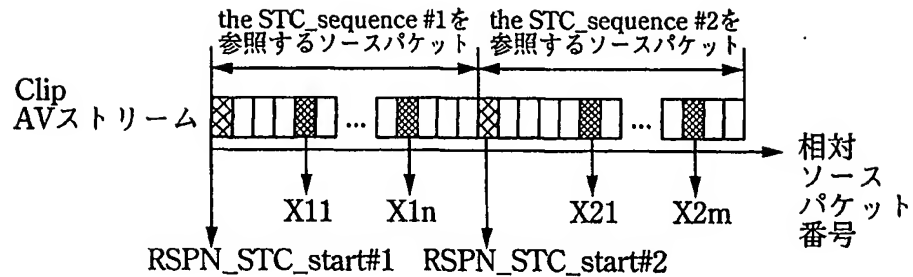 the STC_sequence #1を
参照するソースパケット
the STC_sequence #2を
参照するソースパケット
Clip
AVストリーム
...
...
相対
ソース
パケット
番号
X11
X1n
X21
X2m
RSPN_STC_start#1
RSPN_STC_start#2